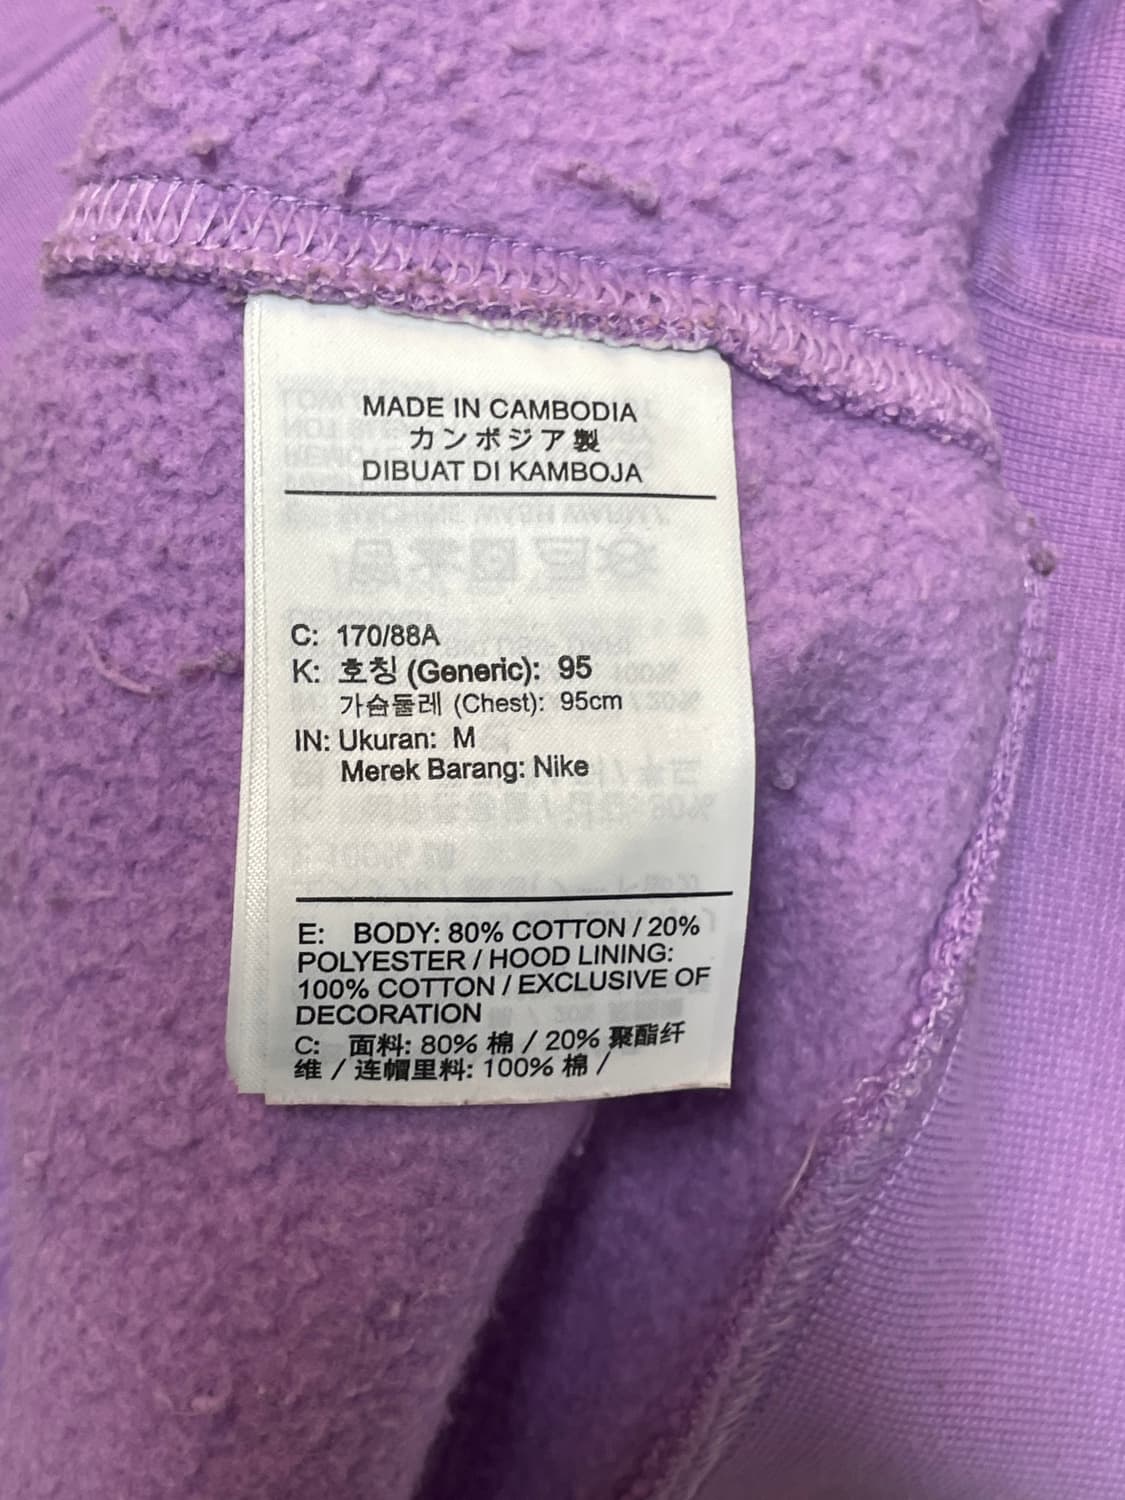 MADE IN CAMBODIA
カンボジア製
DIBUAT DI KAMBOJA
C: 170/88A
K: 호칭 (Generic): 95
가슴둘레 (Chest): 95cm
IN: Ukuran: M
Merek Barang: Nike
E: BODY: 80% COTTON / 20%
POLYESTER / HOOD LINING:
100% COTTON / EXCLUSIVE OF
DECORATION
C: 面料: 80% 棉 / 20% 聚酯纤
维 / 连帽里料: 100% 棉 /